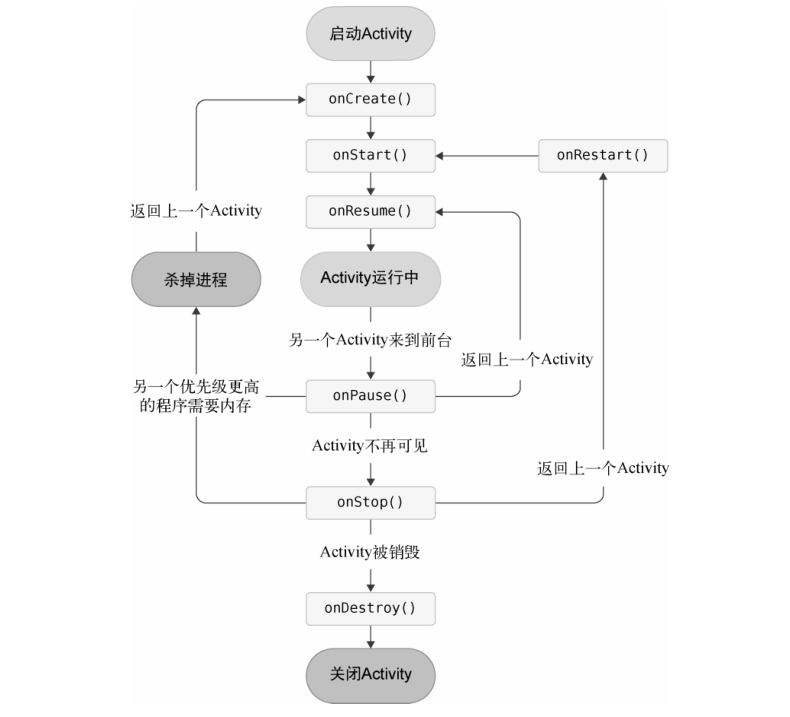 启动Activity
onCreate()
onStart()
onRestart()
返回上一个Activity
onResume()
杀掉进程
Activity运行中
另一个Activity来到前台
返回上一个Activity
另一个优先级更高
的程序需要内存
onPause()
Activity不再可见
返回上一个Activity
onStop()
Activity被销毁
onDestroy()
关闭Activity